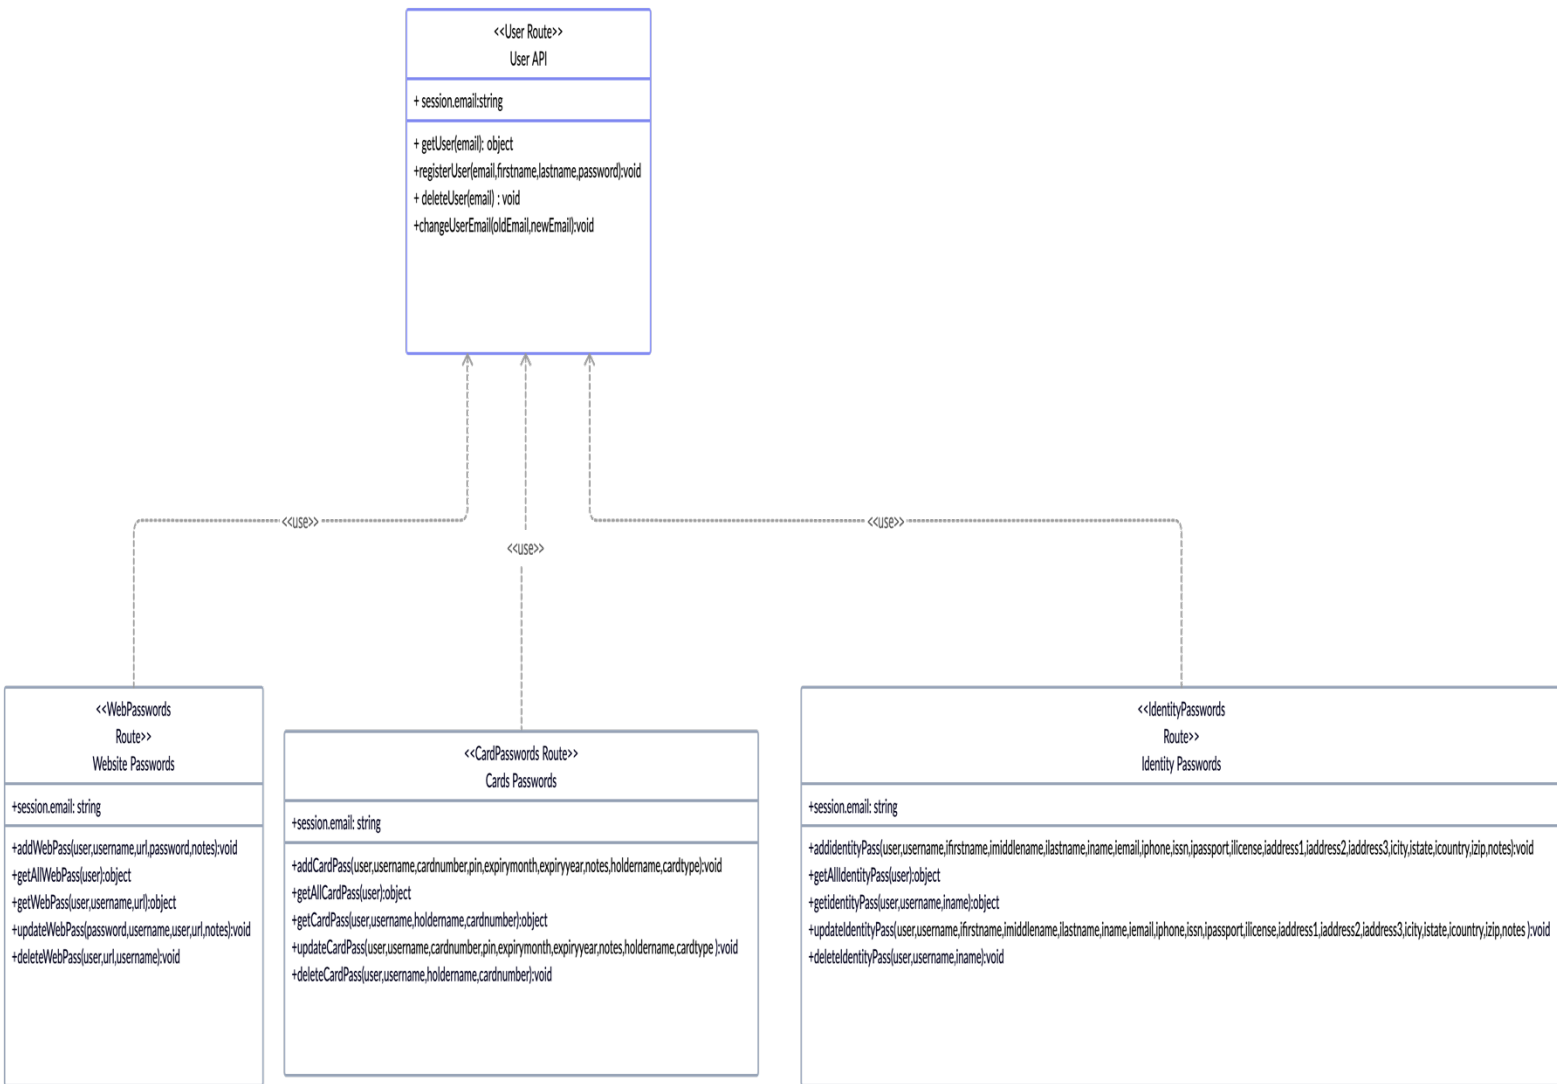 <<User Route>>
User API
+ session.email:string
+ getUser(email): object
+registerUser(email,firstname,lastname,password):void
+ deleteUser(email) : void
+changeUserEmail(oldEmail,newEmail):void
<<use>>
<<use>>
<<use>>
<<WebPasswords
Route>>
Website Passwords
+session.email: string
+addWebPass(user,username,url,password,notes):void
+getAllWebPass(user):object
+getWebPass(user,username,url):object
+updateWebPass(password,username,user,url,notes):void
+deleteWebPass(user,url,username):void
<<CardPasswords Route>>
Cards Passwords
+session.email: string
+addCardPass(user,username,cardnumber,pin,expirymonth,expiryyear,notes,holdername,cardtype):void
+getAllCardPass(user):object
+getCardPass(user,username,holdername,cardnumber):object
+updateCardPass(user,username,cardnumber,pin,expirymonth,expiryyear,notes,holdername,cardtype ):void
+deleteCardPass(user,username,holdername,cardnumber):void
<<IdentityPasswords
Route>>
Identity Passwords
+session.email: string
+addidentityPass(user,username,ifirstname,imiddlename,ilastname,iname,iemail,iphone,issn,ipassport,ilicense,iaddress1,iaddress2,iaddress3,icity,istate,icountry,izip,notes):void
+getAllIdentityPass(user):object
+getidentityPass(user,username,iname):object
+updateIdentityPass(user,username,ifirstname,imiddlename,ilastname,iname,iemail,iphone,issn,ipassport,ilicense,iaddress1,iaddress2,iaddress3,icity,istate,icountry,izip,notes ):void
+deleteIdentityPass(user,username,iname):void